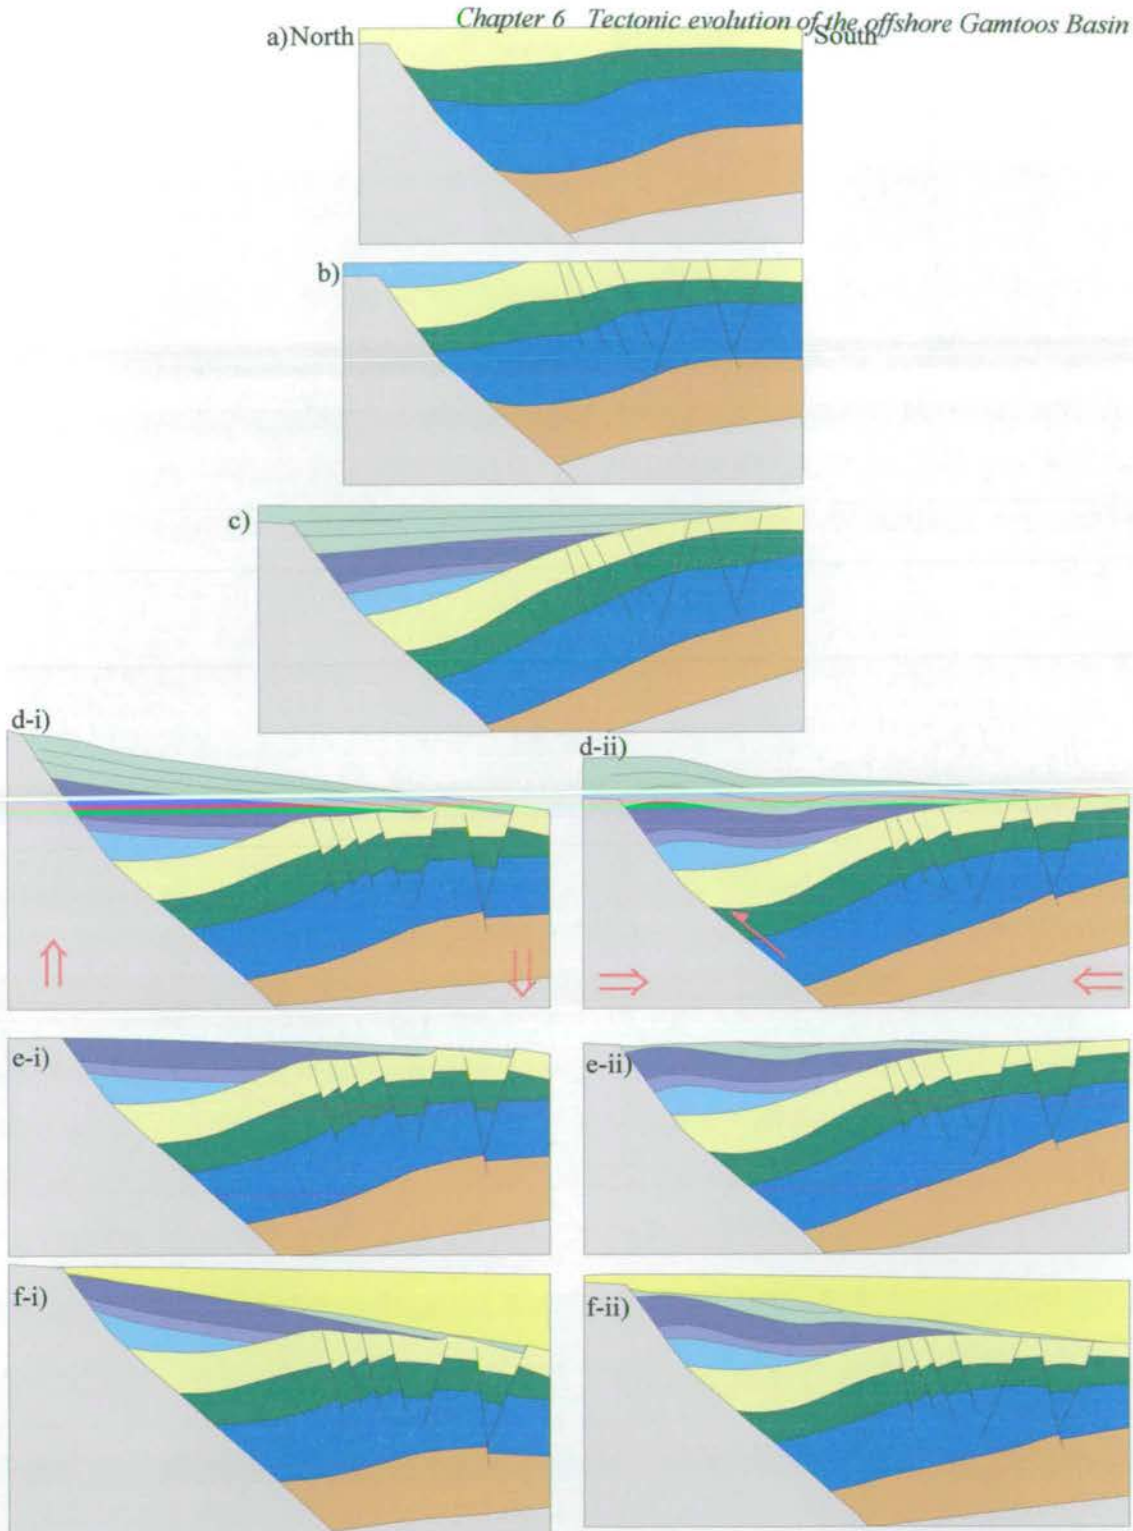 Chapter 6 Tectonic evolution of the offshore Gamtoos Basin
a) North South
b)
c)
d-i)
d-ii)
e-i)
e-ii)
f-i)
f-ii)